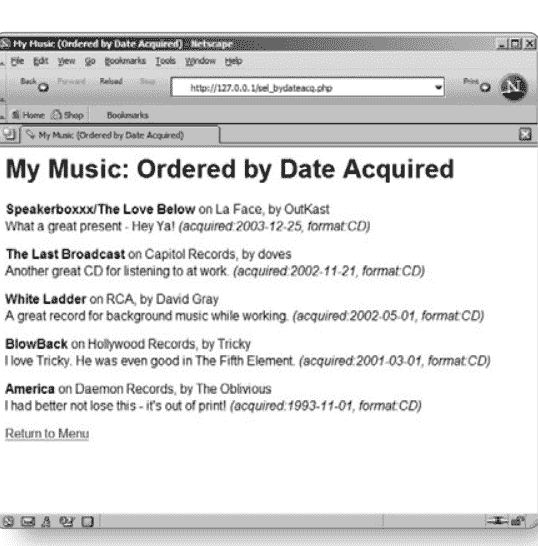 My Music (Ordered by Date Acquired) - Netscape
File Edit View Go Bookmarks Tools Window Help
Back Forward Reload Stop http://127.0.0.1/sel_bydateacq.php Print N
Home Shop Bookmarks
My Music (Ordered by Date Acquired)
My Music: Ordered by Date Acquired
Speakerboxxx/The Love Below on La Face, by OutKast
What a great present - Hey Ya! (acquired:2003-12-25, format:CD)
The Last Broadcast on Capitol Records, by doves
Another great CD for listening to at work. (acquired:2002-11-21, format:CD)
White Ladder on RCA, by David Gray
A great record for background music while working. (acquired:2002-05-01, format:CD)
BlowBack on Hollywood Records, by Tricky
I love Tricky. He was even good in The Fifth Element. (acquired:2001-03-01, format:CD)
America on Daemon Records, by The Oblivious
I had better not lose this - it's out of print! (acquired:1993-11-01, format:CD)
Return to Menu